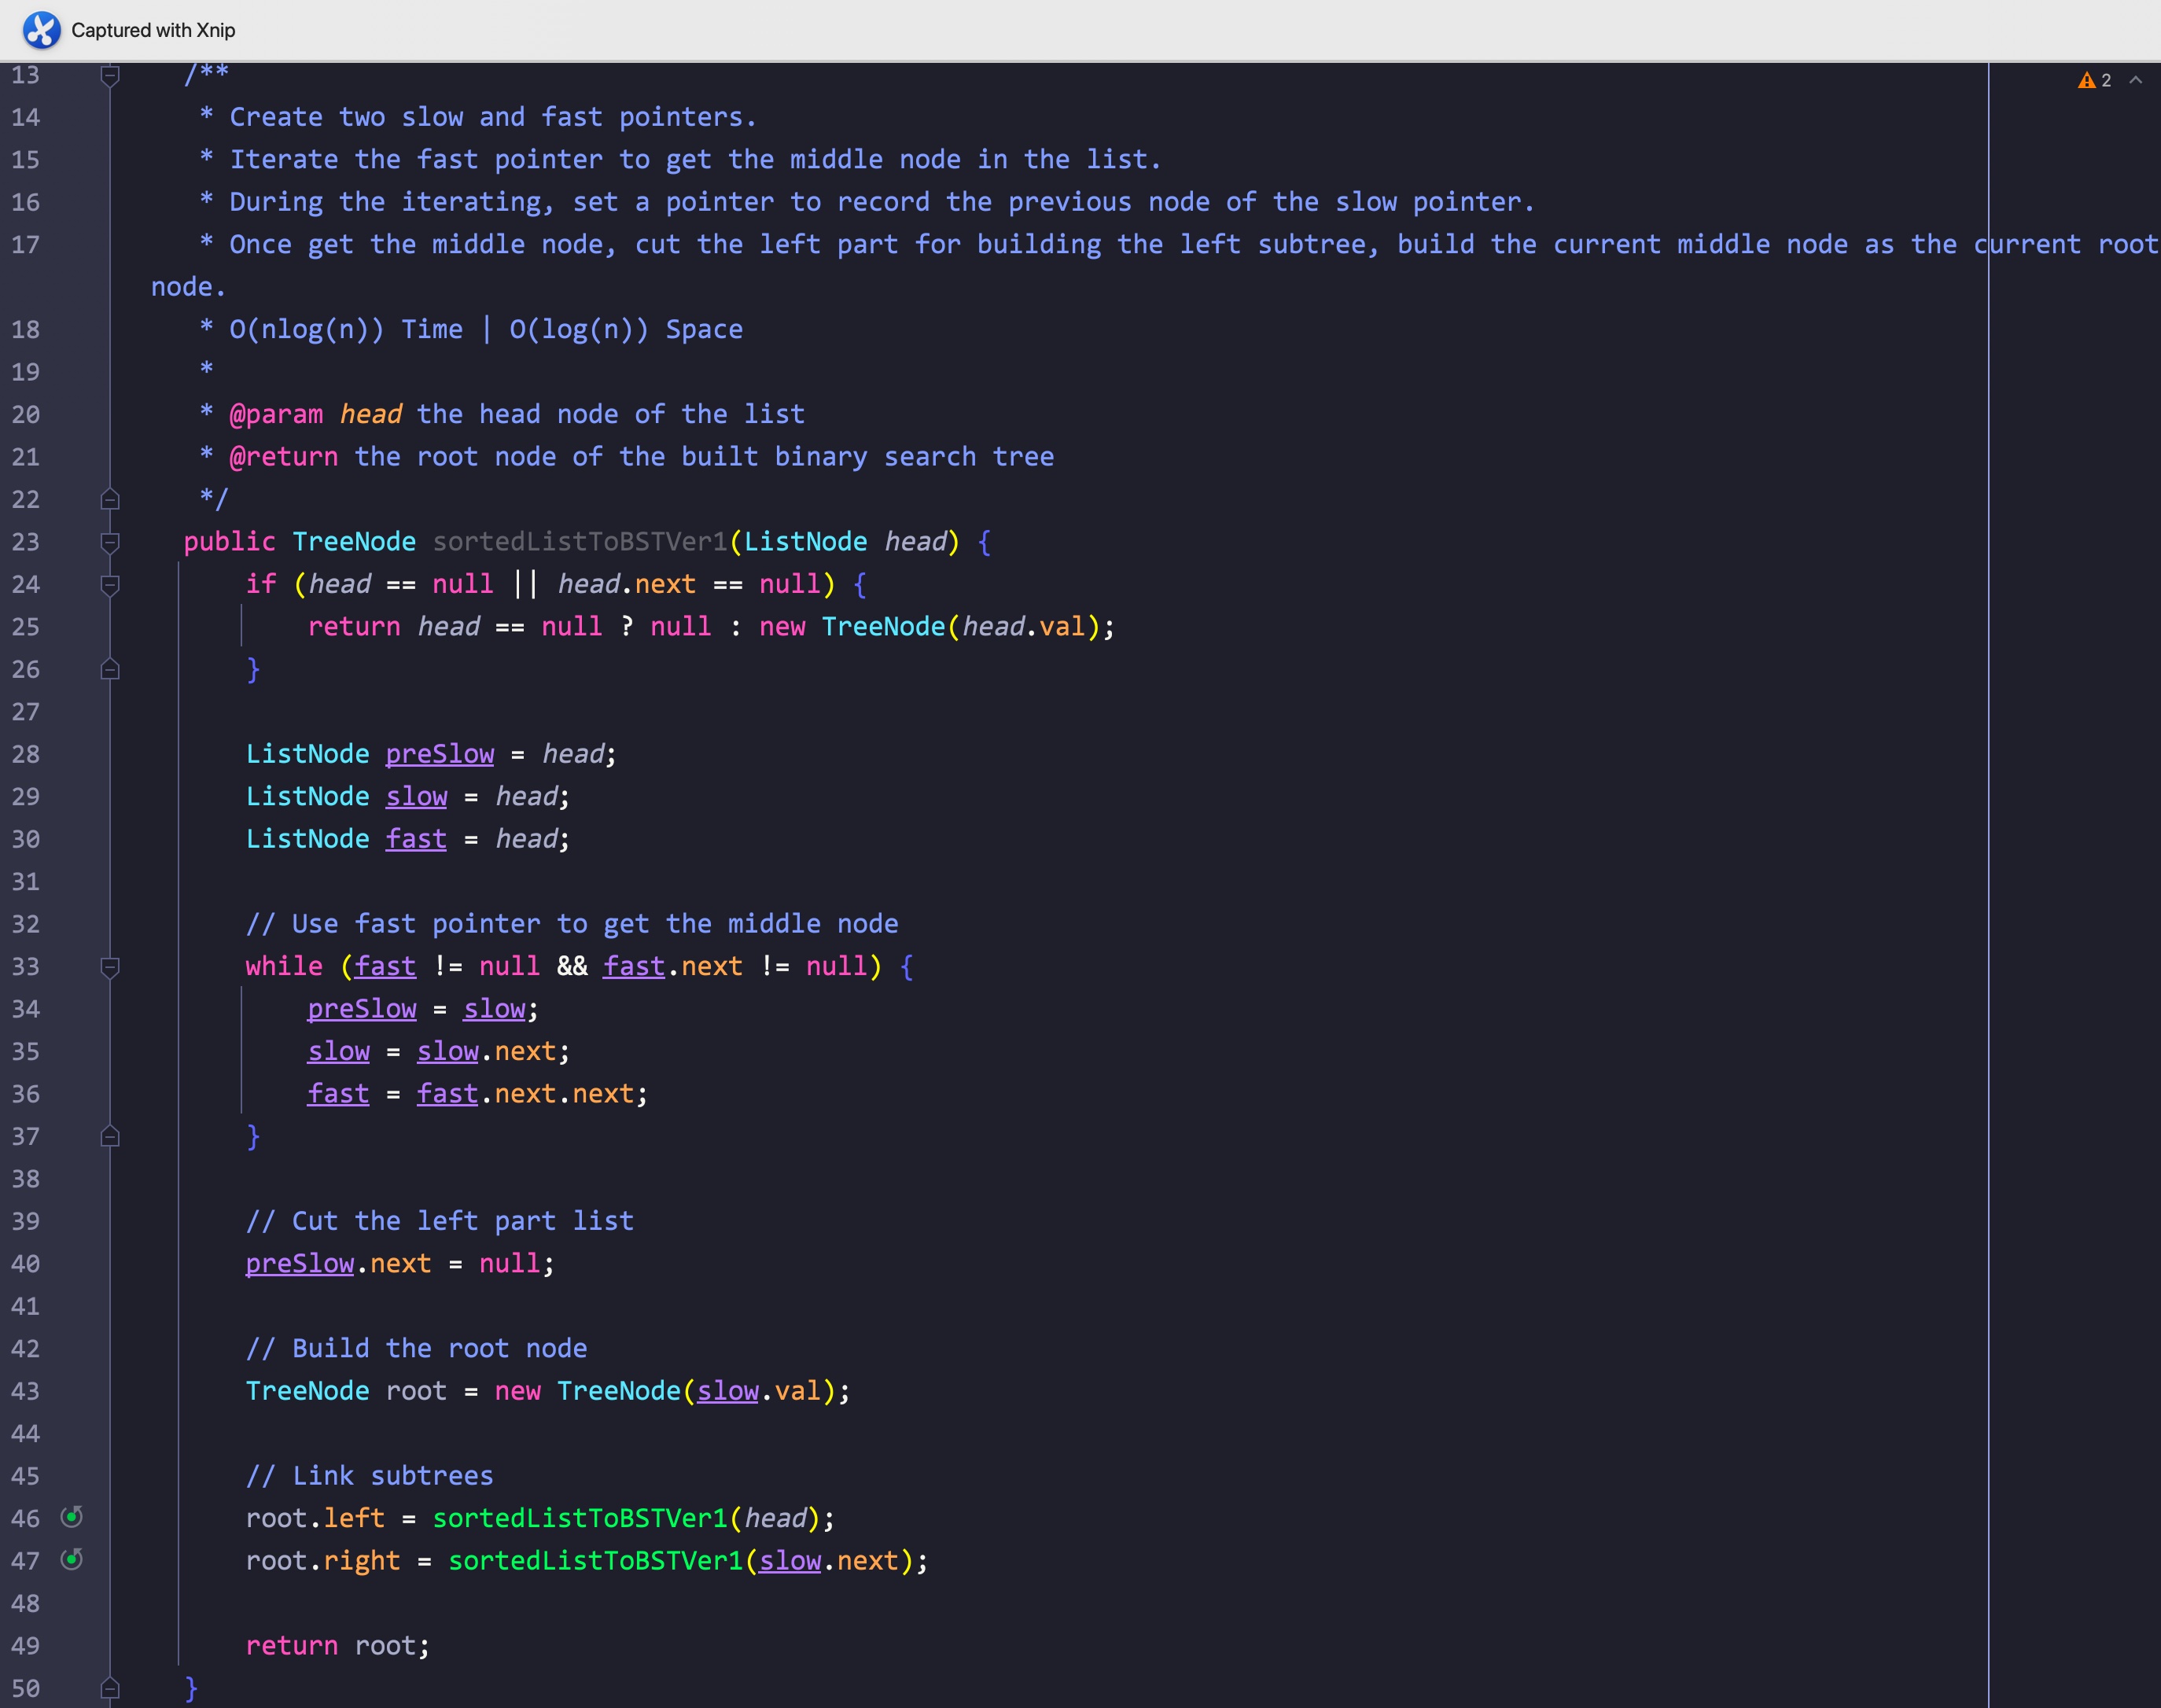 Captured with Xnip
2
13 /**
14 * Create two slow and fast pointers.
15 * Iterate the fast pointer to get the middle node in the list.
16 * During the iterating, set a pointer to record the previous node of the slow pointer.
17 * Once get the middle node, cut the left part for building the left subtree, build the current middle node as the current root
node.
18 * O(nlog(n)) Time | O(log(n)) Space
19 *
20 * @param head the head node of the list
21 * @return the root node of the built binary search tree
22 */
23 public TreeNode sortedListToBSTVer1(ListNode head) {
24 if (head == null || head.next == null) {
25 return head == null ? null : new TreeNode(head.val);
26 }
27
28 ListNode preSlow = head;
29 ListNode slow = head;
30 ListNode fast = head;
31
32 // Use fast pointer to get the middle node
33 while (fast != null && fast.next != null) {
34 preSlow = slow;
35 slow = slow.next;
36 fast = fast.next.next;
37 }
38
39 // Cut the left part list
40 preSlow.next = null;
41
42 // Build the root node
43 TreeNode root = new TreeNode(slow.val);
44
45 // Link subtrees
46 root.left = sortedListToBSTVer1(head);
47 root.right = sortedListToBSTVer1(slow.next);
48
49 return root;
50 }